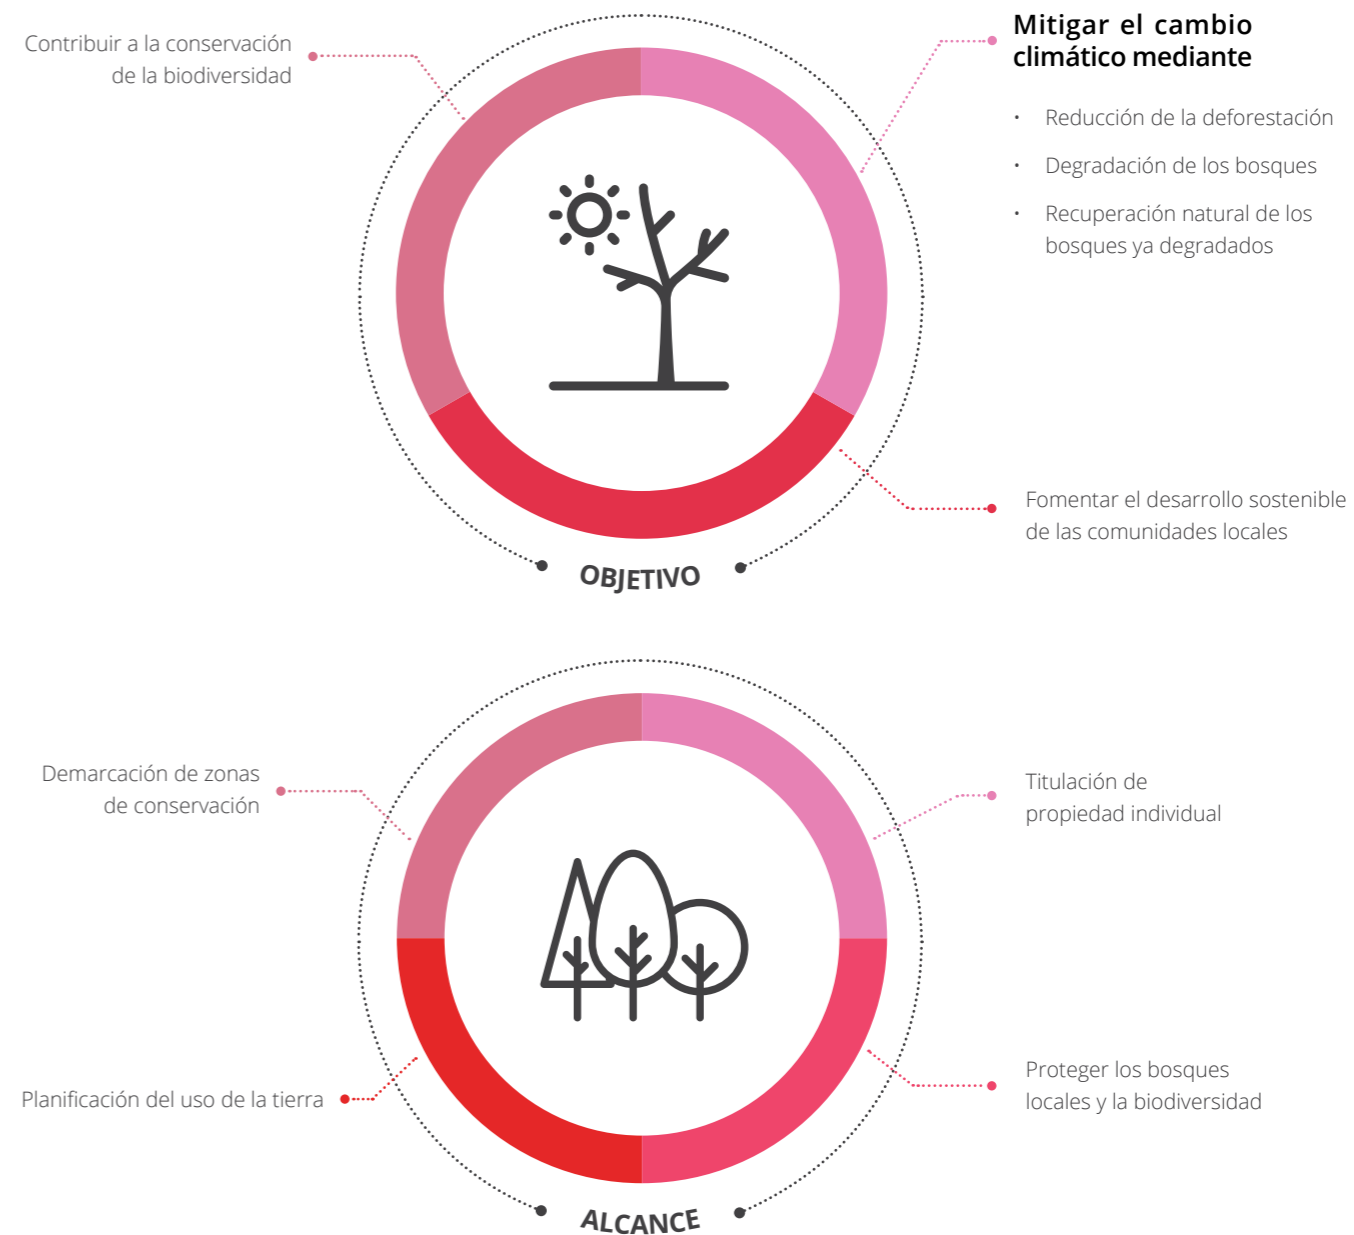 Contribuir a la conservación
de la biodiversidad
Mitigar el cambio
climático mediante
• Reducción de la deforestación
• Degradación de los bosques
• Recuperación natural de los
bosques ya degradados
Fomentar el desarrollo sostenible
de las comunidades locales
OBJETIVO
Demarcación de zonas
de conservación
Titulación de
propiedad individual
Planificación del uso de la tierra
Proteger los bosques
locales y la biodiversidad
ALCANCE